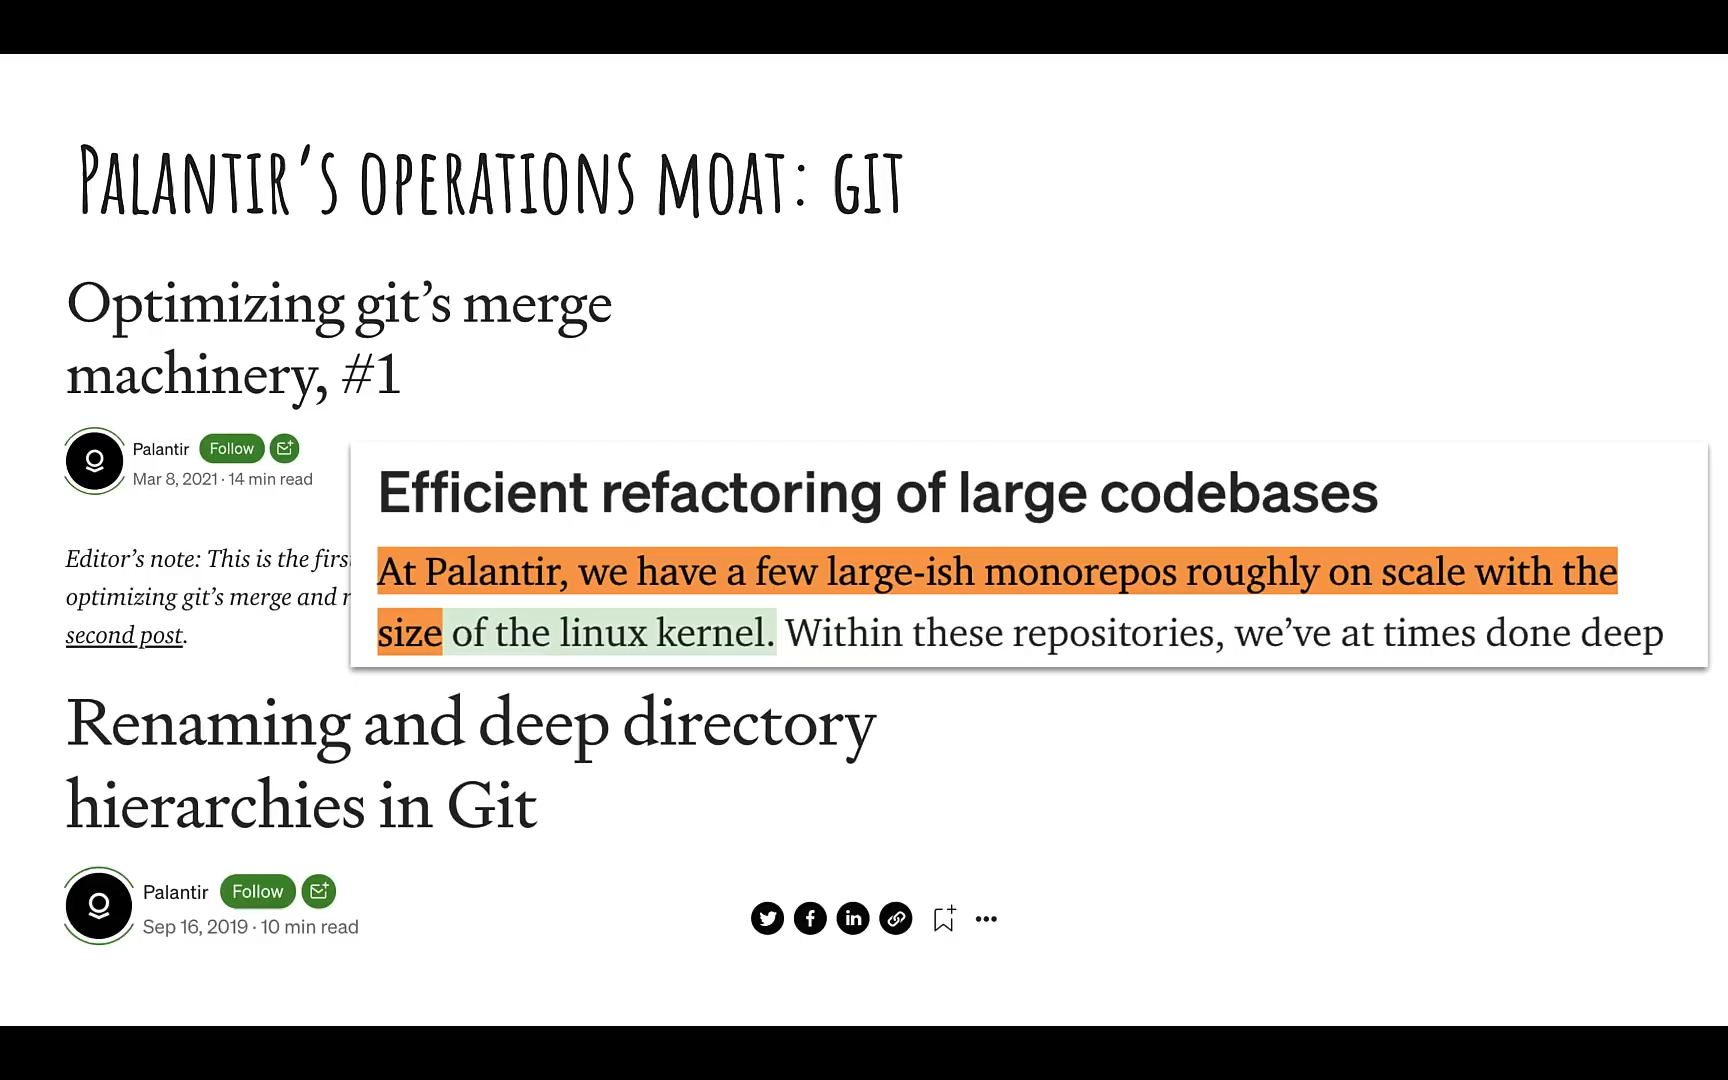 PALANTIR'S OPERATIONS MOAT: GIT
Optimizing git's merge
machinery, #1
Palantir Follow
Mar 8, 2021 · 14 min read
Editor's note: This is the firs
optimizing git's merge and r
second post.
Efficient refactoring of large codebases
At Palantir, we have a few large-ish monorepos roughly on scale with the
size of the linux kernel. Within these repositories, we've at times done deep
Renaming and deep directory
hierarchies in Git
Palantir Follow
Sep 16, 2019 · 10 min read